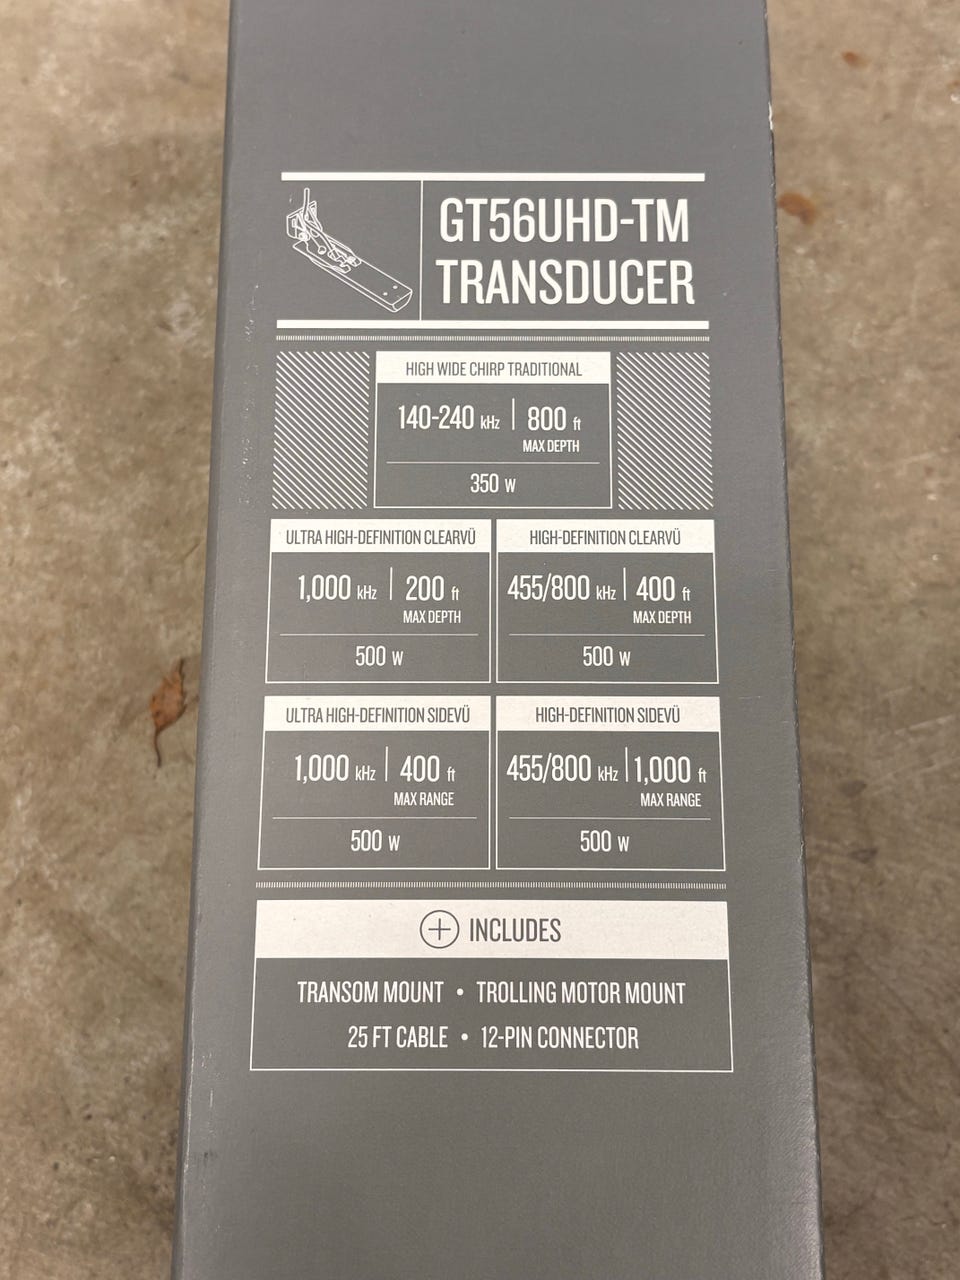 GT56UHD-TM
TRANSDUCER
HIGH WIDE CHIRP TRADITIONAL
140-240 kHz | 800 ft
MAX DEPTH
350 W
ULTRA HIGH-DEFINITION CLEARVÜ
1,000 kHz | 200 ft
MAX DEPTH
500 W
HIGH-DEFINITION CLEARVÜ
455/800 kHz | 400 ft
MAX DEPTH
500 W
ULTRA HIGH-DEFINITION SIDEVÜ
1,000 kHz | 400 ft
MAX RANGE
500 W
HIGH-DEFINITION SIDEVÜ
455/800 kHz | 1,000 ft
MAX RANGE
500 W
INCLUDES
TRANSOM MOUNT • TROLLING MOTOR MOUNT
25 FT CABLE • 12-PIN CONNECTOR